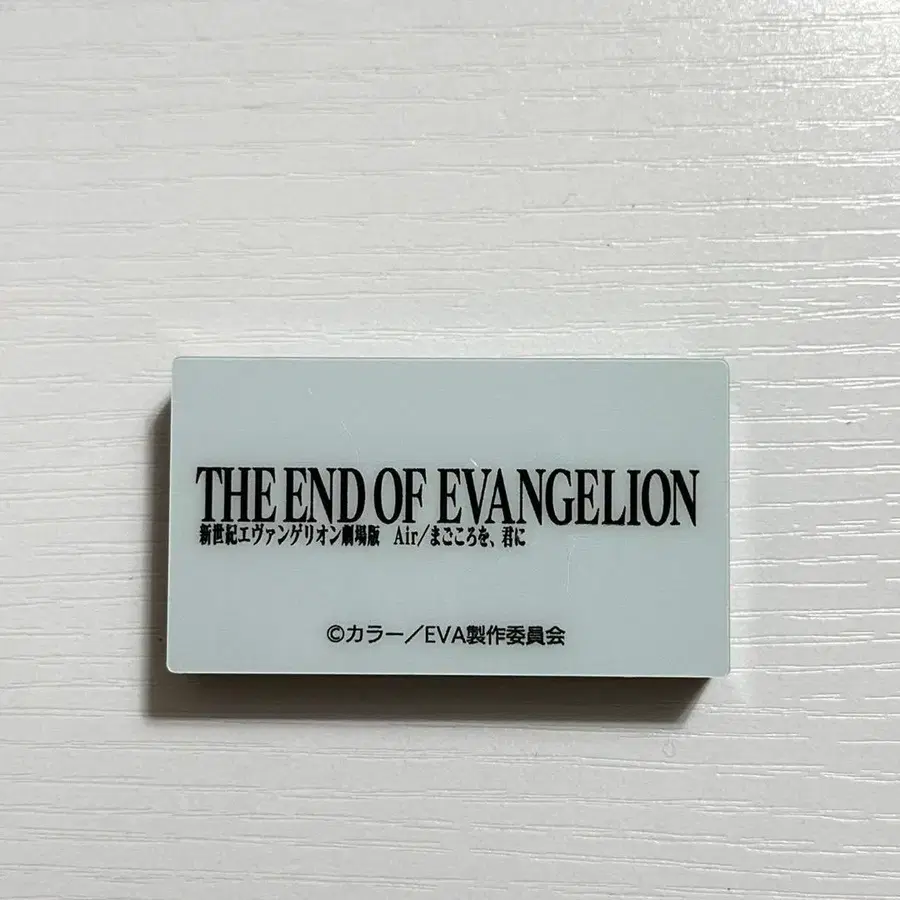 THE END OF EVANGELION
新世紀エヴァンゲリオン劇場版 Air/まごころを、君に
©カラー/EVA製作委員会